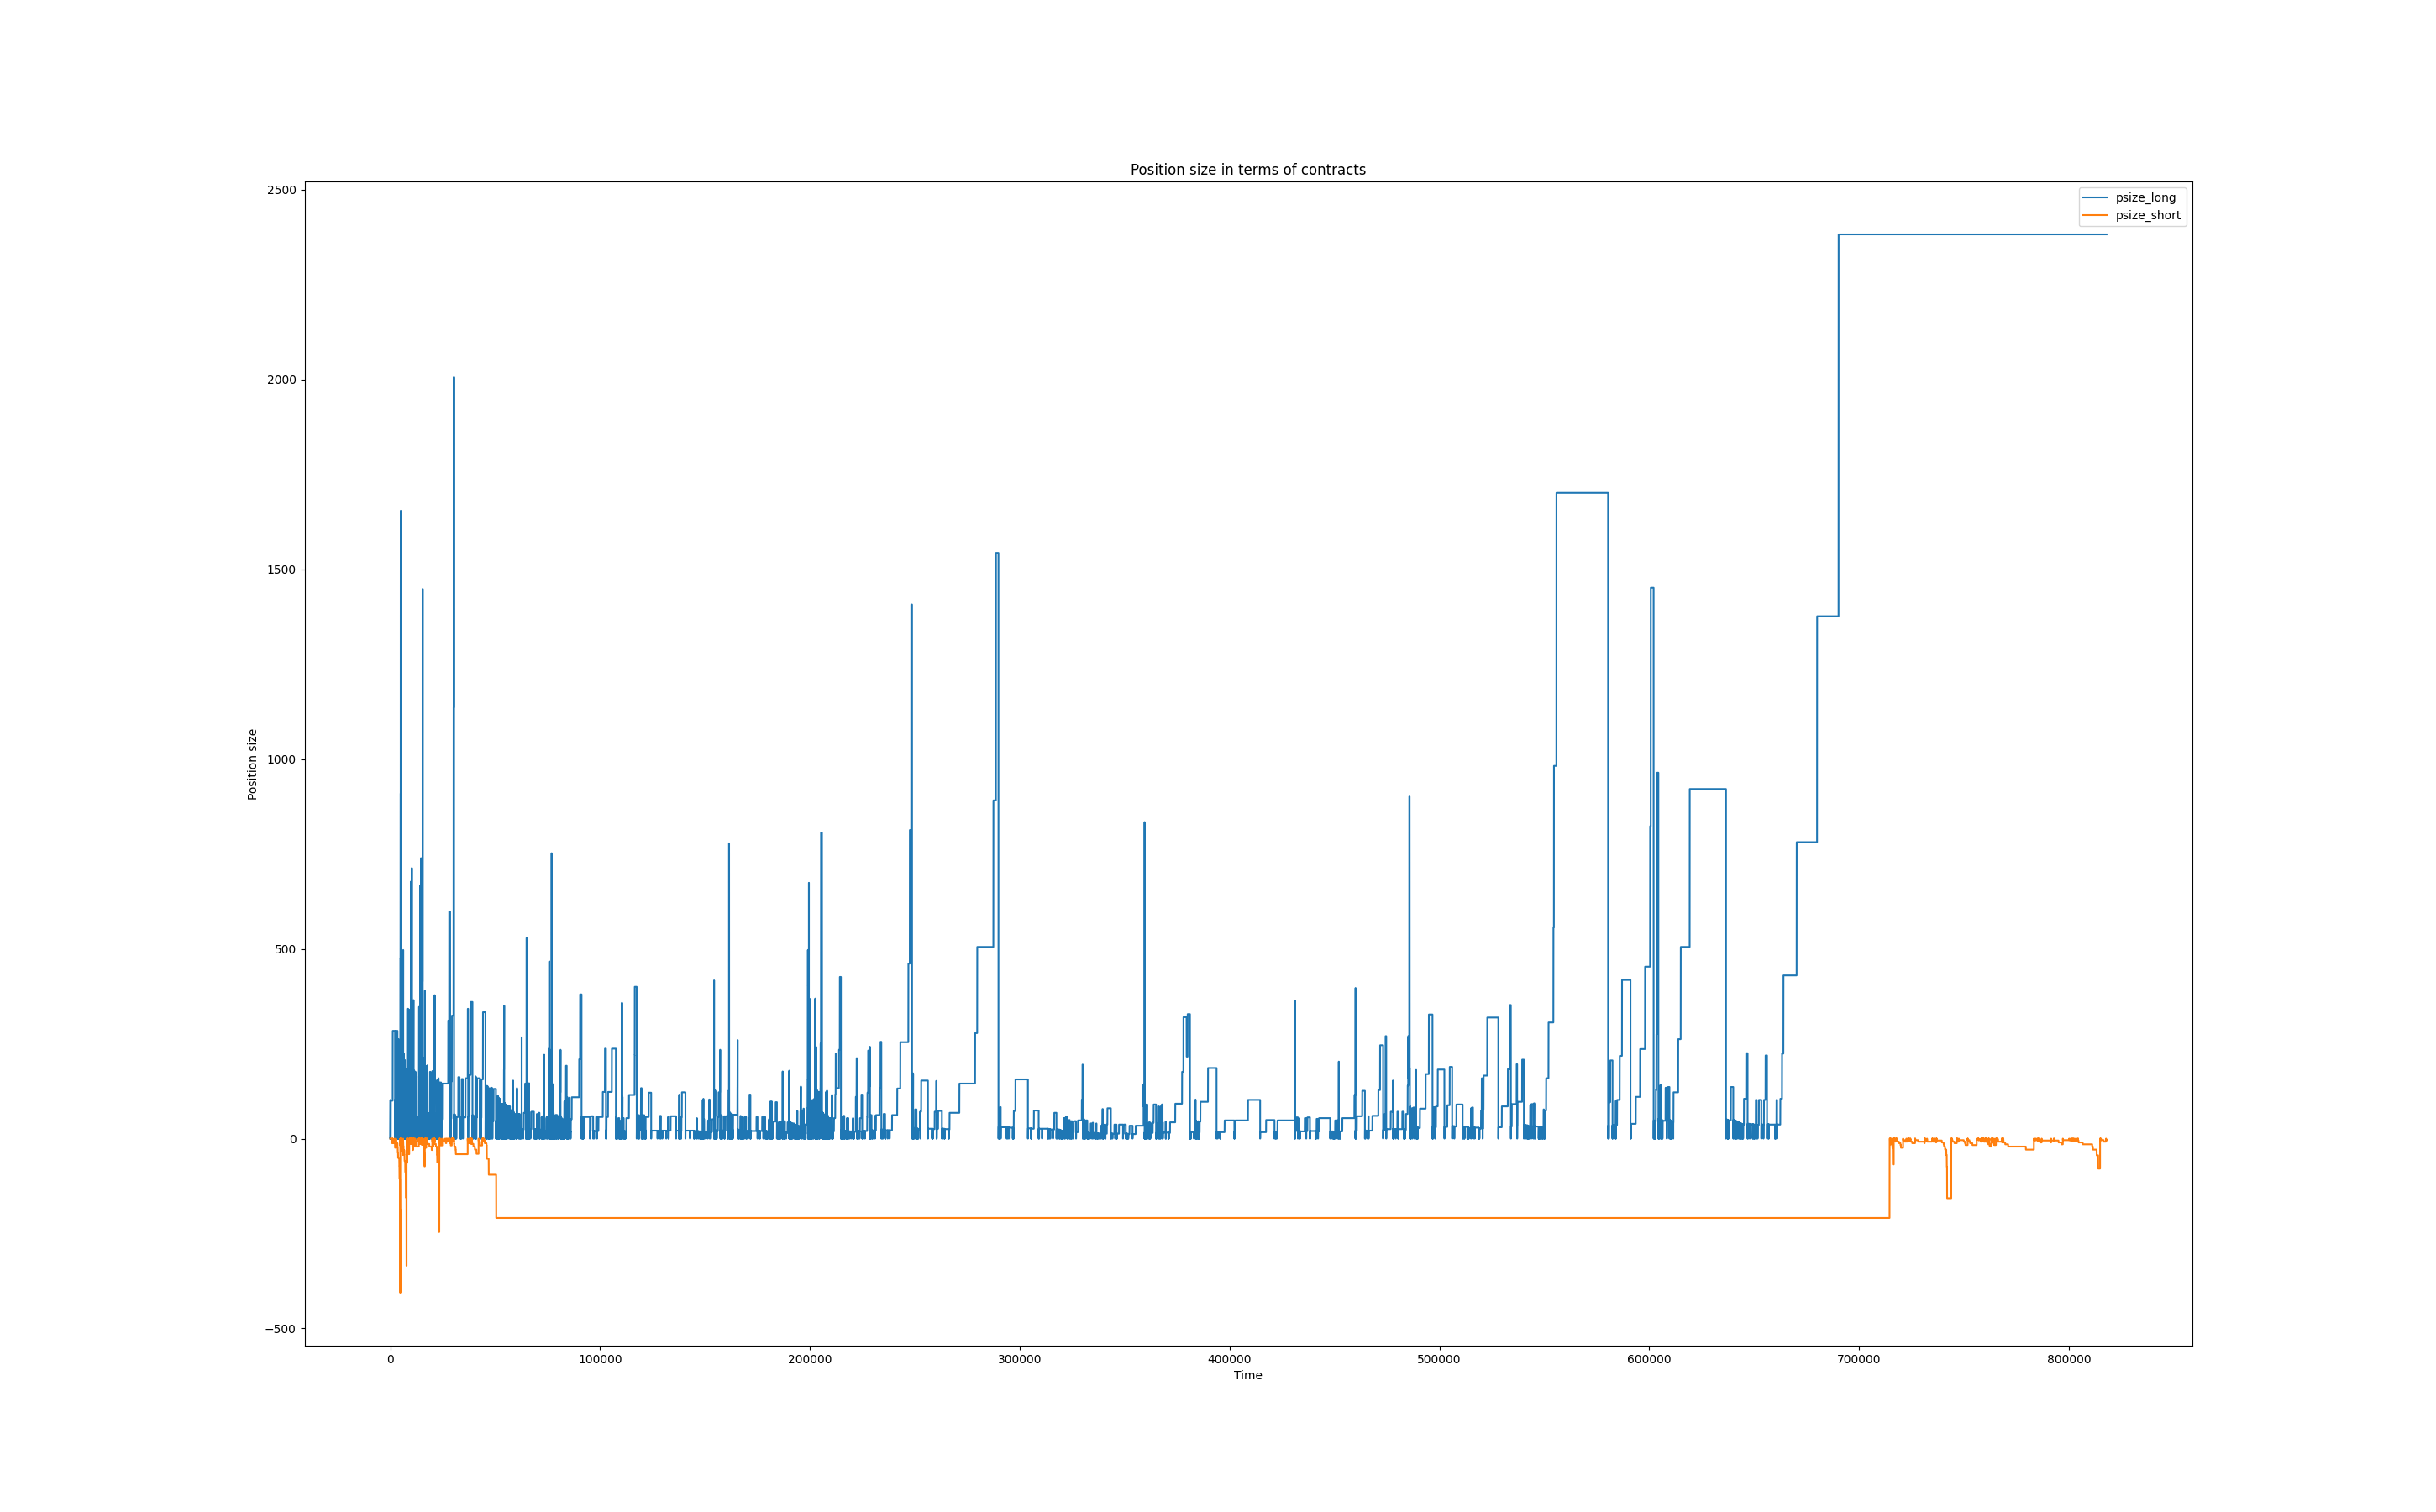 Position size in terms of contracts
psize_long
psize_short
2500
2000
1500
1000
500
0
−500
Position size
0 100000 200000 300000 400000 500000 600000 700000 800000
Time